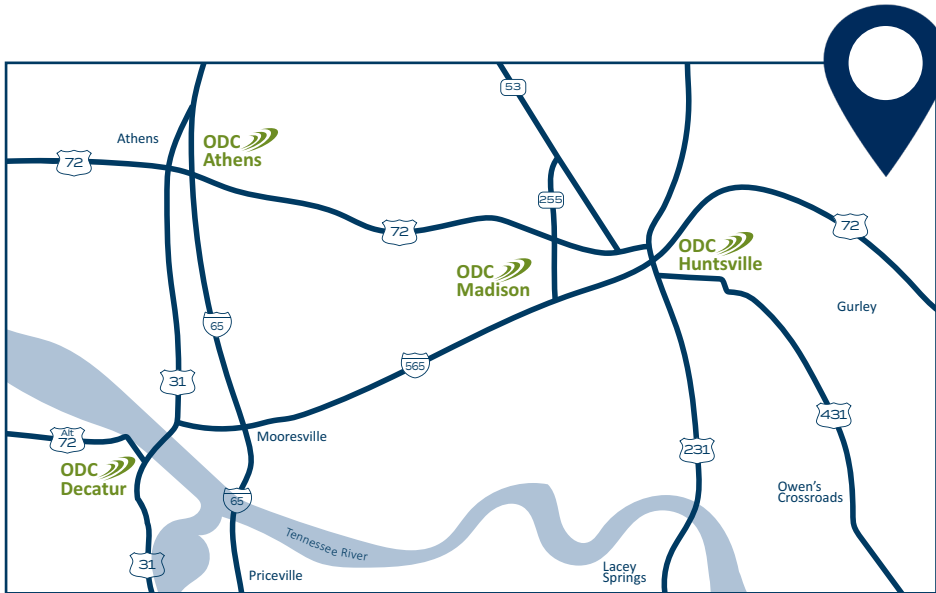 53
Athens
ODC
Athens
72
255
72
72
ODC
Huntsville
ODC
Madison
Gurley
65
565
31
431
Alt
72
Mooresville
231
ODC
Decatur
65
Owen's
Crossroads
Tennessee River
31
Priceville
Lacey
Springs